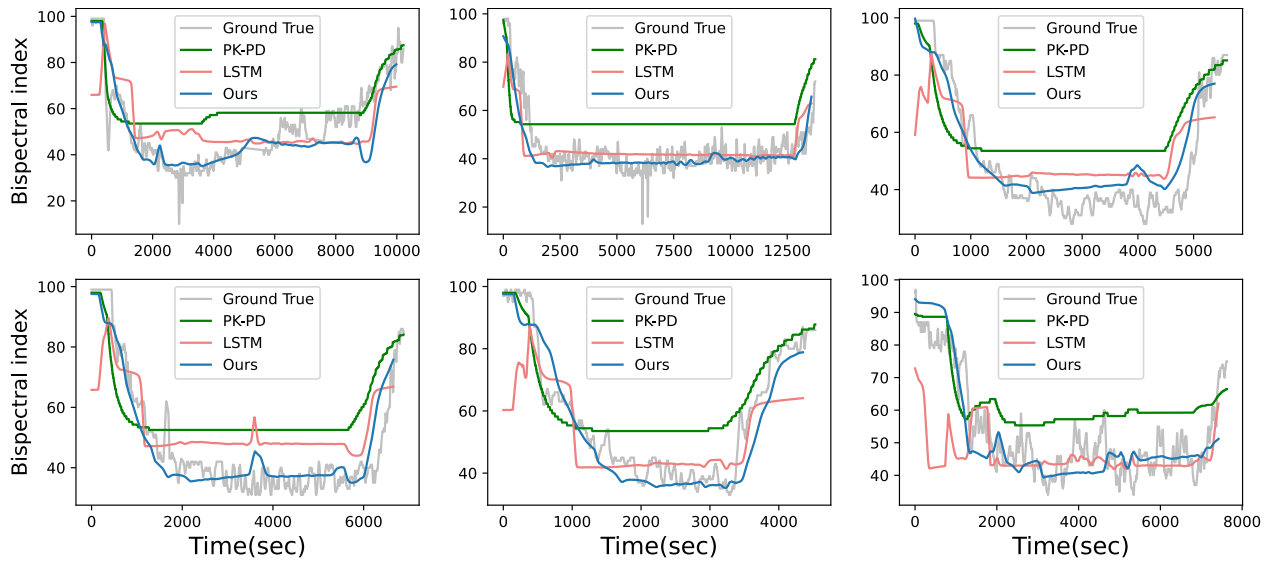 Bispectral index
100
80
60
40
20
0 2000 4000 6000 8000 10000
Ground True
PK-PD
LSTM
Ours
100
80
60
40
20
0 2500 5000 7500 10000 12500
Ground True
PK-PD
LSTM
Ours
100
80
60
40
0 1000 2000 3000 4000 5000
Ground True
PK-PD
LSTM
Ours
Bispectral index
100
80
60
40
0 2000 4000 6000
Time(sec)
Ground True
PK-PD
LSTM
Ours
100
80
60
40
0 1000 2000 3000 4000
Time(sec)
Ground True
PK-PD
LSTM
Ours
100
90
80
70
60
50
40
30
0 2000 4000 6000 8000
Time(sec)
Ground True
PK-PD
LSTM
Ours